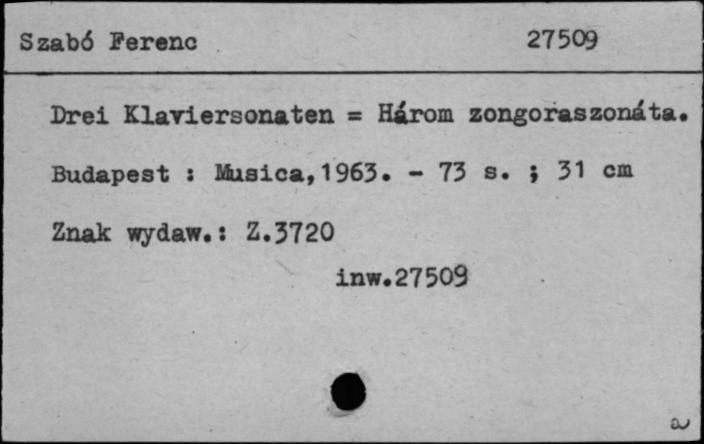 Szabó Ferenc 27509
Drei Klaviersonaten = Három zongoraszonáta.
Budapest : Musica,1963. - 73 s. ; 31 cm
Znak wydaw.: Z.3720
inw.27509